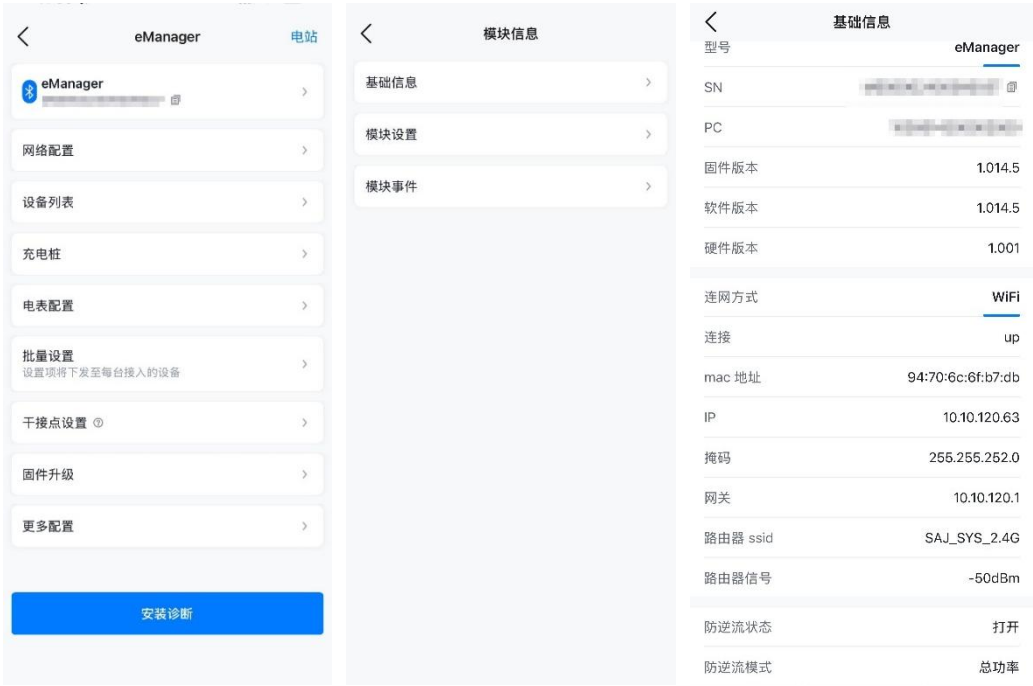 eManager
电站
eManager
网络配置
设备列表
充电桩
电表配置
批量设置
设置项将下发至每台接入的设备
干接点设置
固件升级
更多配置
安装诊断
模块信息
基础信息
模块设置
模块事件
基础信息
型号 eManager
SN
PC
固件版本 1.014.5
软件版本 1.014.5
硬件版本 1.001
连网方式 WiFi
连接 up
mac 地址 94:70:6c:6f:b7:db
IP 10.10.120.63
掩码 255.255.252.0
网关 10.10.120.1
路由器 ssid SAJ_SYS_2.4G
路由器信号 -50dBm
防逆流状态 打开
防逆流模式 总功率